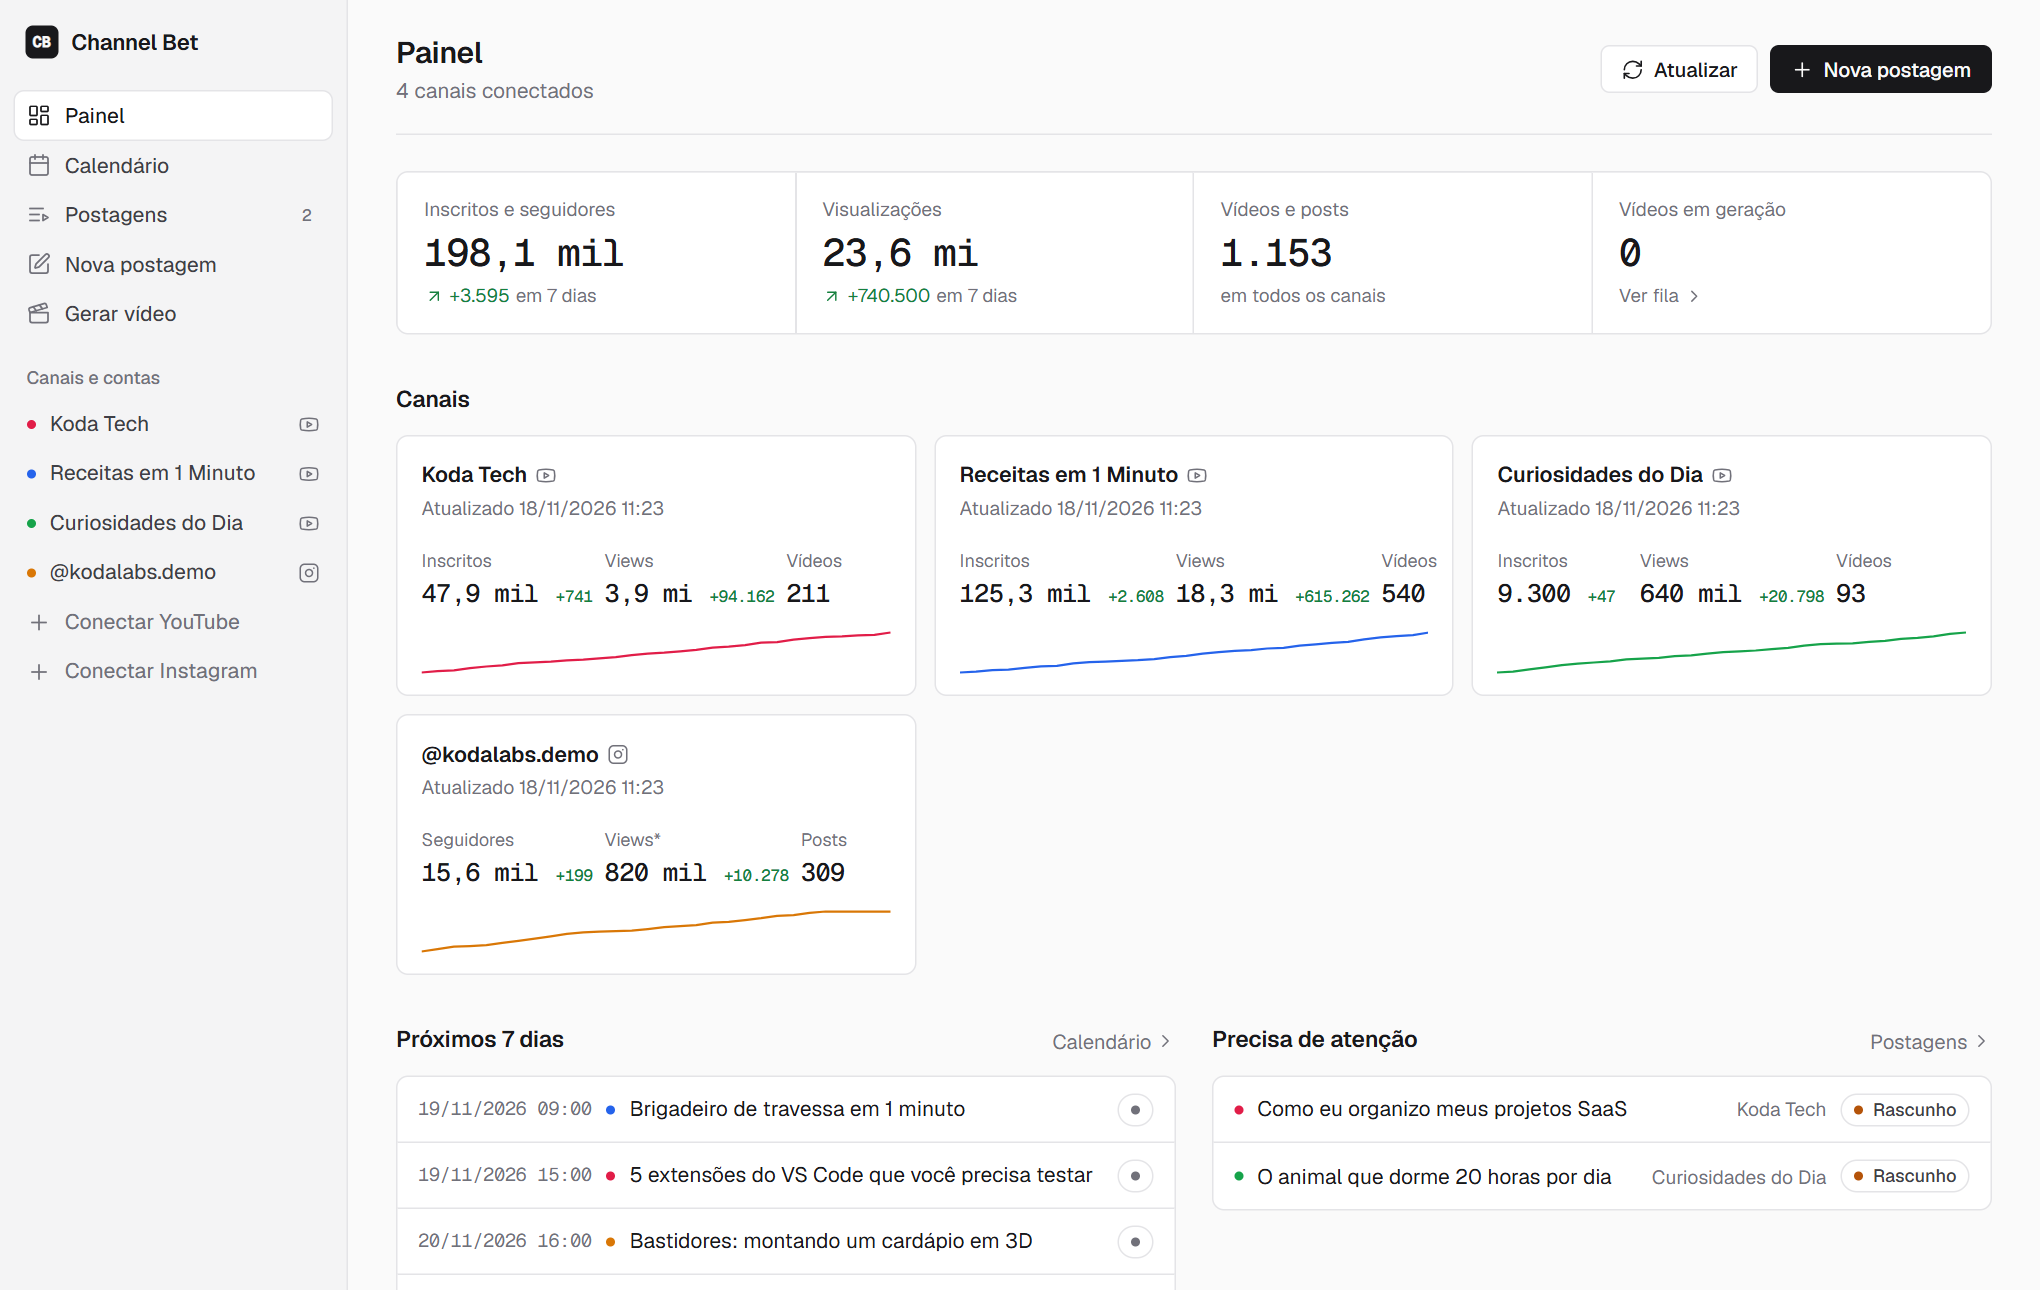 CB Channel Bet
Painel
Calendário
Postagens 2
Nova postagem
Gerar vídeo
Canais e contas
Koda Tech
Receitas em 1 Minuto
Curiosidades do Dia
@kodalabs.demo
Conectar YouTube
Conectar Instagram
Painel
4 canais conectados
Atualizar
Nova postagem
Inscritos e seguidores
198,1 mil
+3.595 em 7 dias
Visualizações
23,6 mi
+740.500 em 7 dias
Vídeos e posts
1.153
em todos os canais
Vídeos em geração
0
Ver fila
Canais
Koda Tech
Atualizado 18/11/2026 11:23
Inscritos Views Vídeos
47,9 mil +741 3,9 mi +94.162 211
Receitas em 1 Minuto
Atualizado 18/11/2026 11:23
Inscritos Views Vídeos
125,3 mil +2.608 18,3 mi +615.262 540
Curiosidades do Dia
Atualizado 18/11/2026 11:23
Inscritos Views Vídeos
9.300 +47 640 mil +20.798 93
@kodalabs.demo
Atualizado 18/11/2026 11:23
Seguidores Views* Posts
15,6 mil +199 820 mil +10.278 309
Próximos 7 dias Calendário
19/11/2026 09:00 Brigadeiro de travessa em 1 minuto
19/11/2026 15:00 5 extensões do VS Code que você precisa testar
20/11/2026 16:00 Bastidores: montando um cardápio em 3D
Precisa de atenção Postagens
Como eu organizo meus projetos SaaS Koda Tech Rascunho
O animal que dorme 20 horas por dia Curiosidades do Dia Rascunho